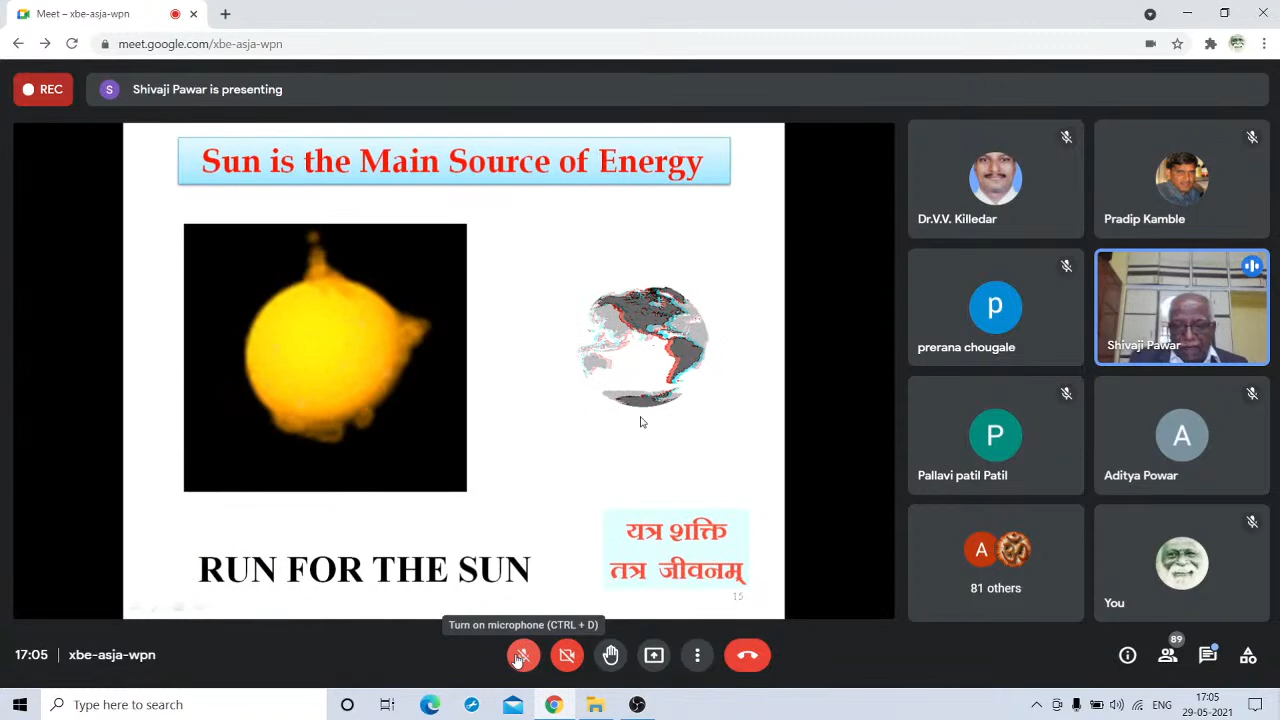 Meet – xbe-asja-wpn
meet.google.com/xbe-asja-wpn
REC
S
Shivaji Pawar is presenting
Sun is the Main Source of Energy
RUN FOR THE SUN
यत्र शक्ति
तत्र जीवनम्
15
Dr.V.V. Killedar
Pradip Kamble
p
prerana chougale
Shivaji Pawar
P
Pallavi patil Patil
A
Aditya Powar
A
81 others
You
Turn on microphone (CTRL + D)
17:05
xbe-asja-wpn
89
Type here to search
ENG
17:05
29-05-2021